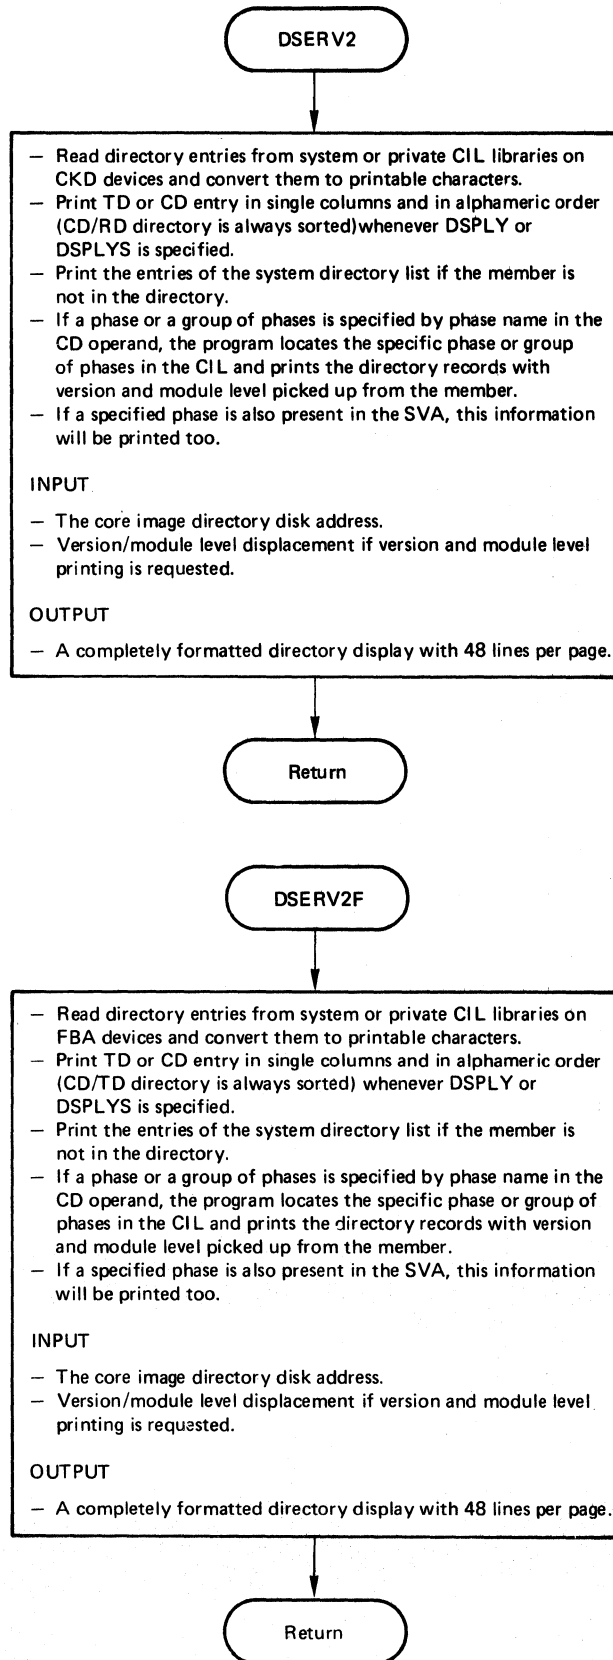 DSERV2
– Read directory entries from system or private CIL libraries on
CKD devices and convert them to printable characters.
– Print TD or CD entry in single columns and in alphameric order
(CD/RD directory is always sorted)whenever DSPLY or
DSPLYS is specified.
– Print the entries of the system directory list if the member is
not in the directory.
– If a phase or a group of phases is specified by phase name in the
CD operand, the program locates the specific phase or group
of phases in the CIL and prints the directory records with
version and module level picked up from the member.
– If a specified phase is also present in the SVA, this information
will be printed too.
INPUT
– The core image directory disk address.
– Version/module level displacement if version and module level
printing is requested.
OUTPUT
– A completely formatted directory display with 48 lines per page.
Return
DSERV2F
– Read directory entries from system or private CIL libraries on
FBA devices and convert them to printable characters.
– Print TD or CD entry in single columns and in alphameric order
(CD/TD directory is always sorted) whenever DSPLY or
DSPLYS is specified.
– Print the entries of the system directory list if the member is
not in the directory.
– If a phase or a group of phases is specified by phase name in the
CD operand, the program locates the specific phase or group of
phases in the CIL and prints the directory records with version
and module level picked up from the member.
– If a specified phase is also present in the SVA, this information
will be printed too.
INPUT
– The core image directory disk address.
– Version/module level displacement if version and module level
printing is requested.
OUTPUT
– A completely formatted directory display with 48 lines per page.
Return